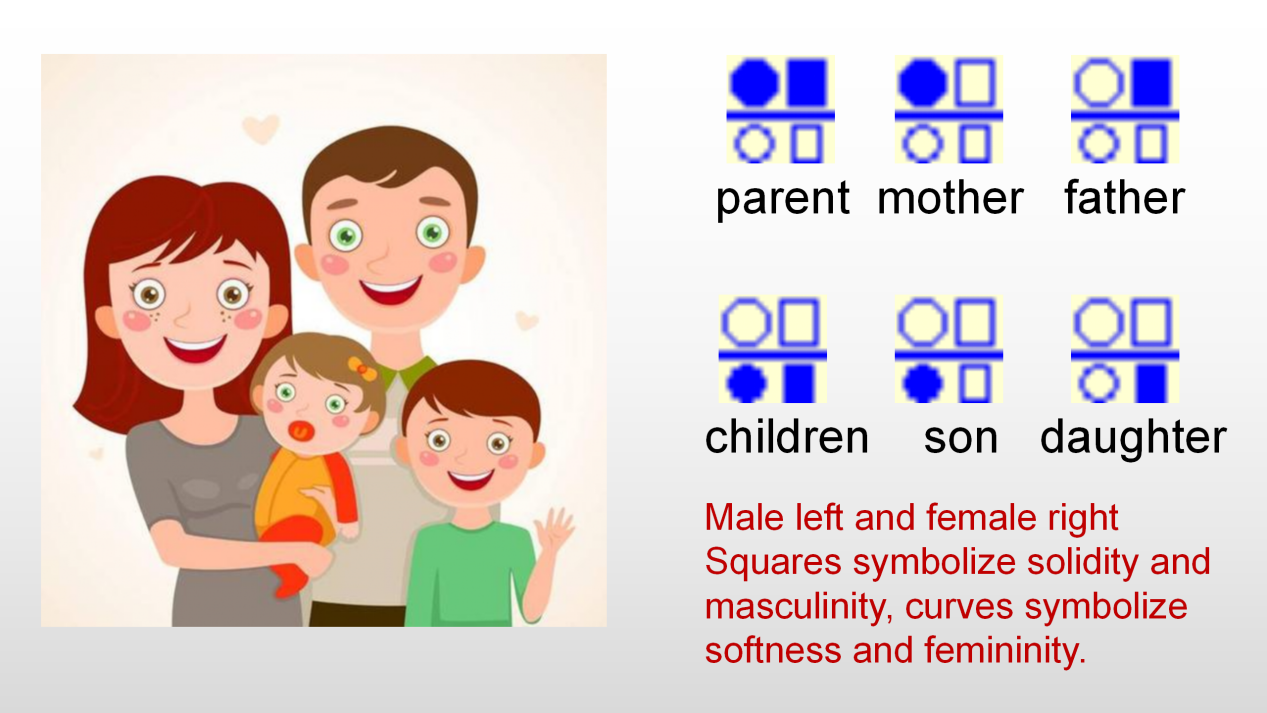 parent mother father
children son daughter
Male left and female right
Squares symbolize solidity and
masculinity, curves symbolize
softness and femininity.